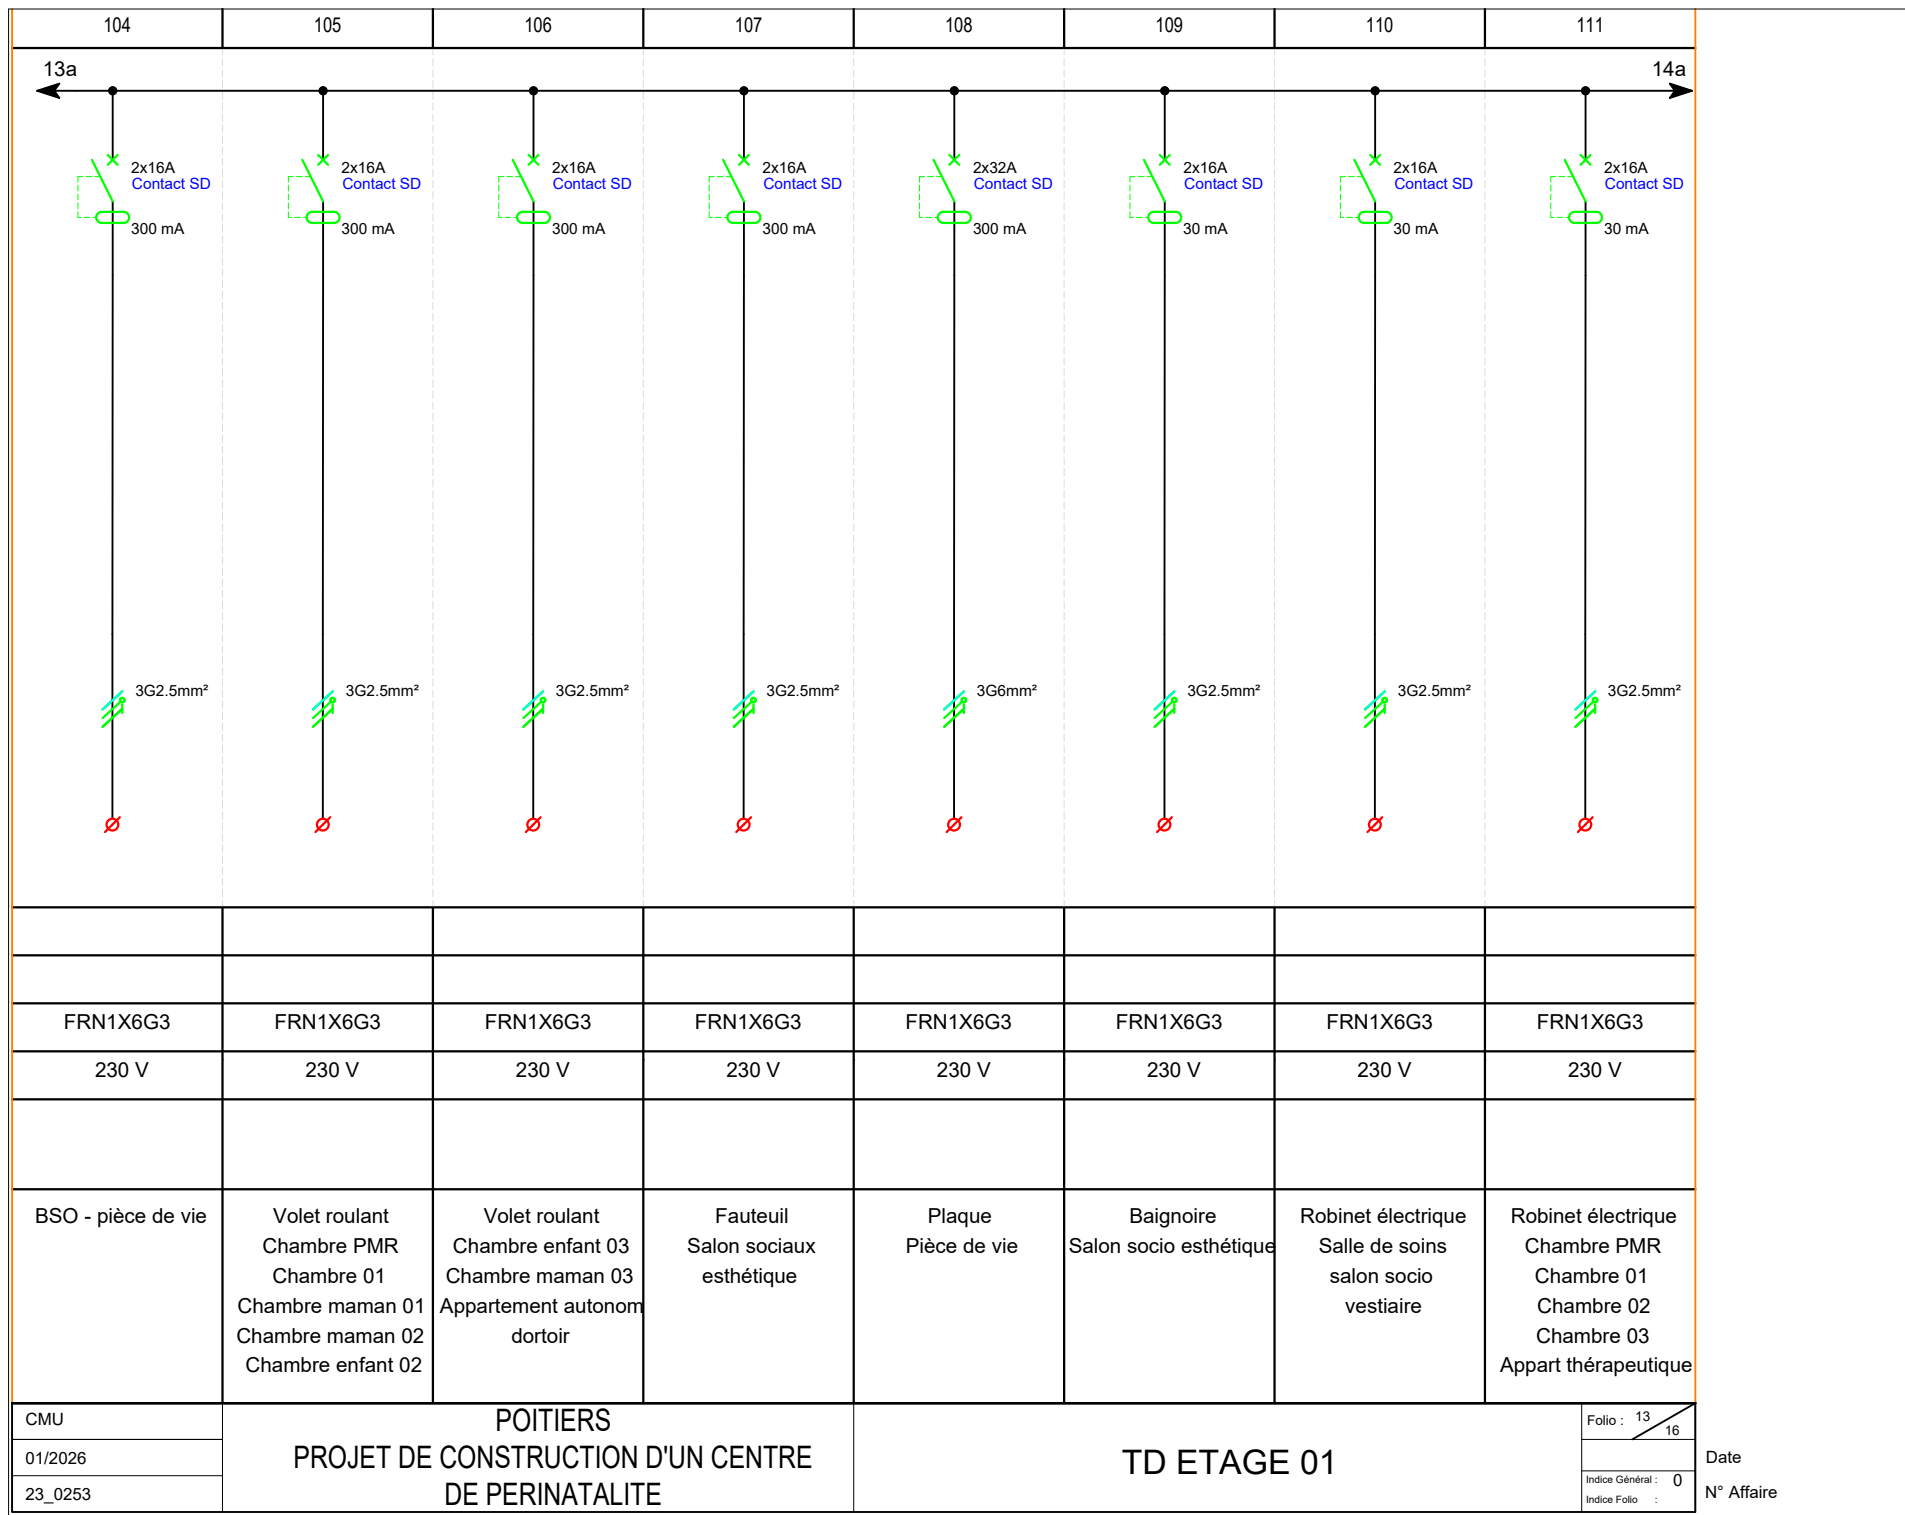 104 105 106 107 108 109 110 111
13a 14a
2x16A 2x16A 2x16A 2x16A 2x32A 2x16A 2x16A 2x16A
Contact SD Contact SD Contact SD Contact SD Contact SD Contact SD Contact SD Contact SD
300 mA 300 mA 300 mA 300 mA 300 mA 30 mA 30 mA 30 mA
3G2.5mm² 3G2.5mm² 3G2.5mm² 3G2.5mm² 3G6mm² 3G2.5mm² 3G2.5mm² 3G2.5mm²
FRN1X6G3 FRN1X6G3 FRN1X6G3 FRN1X6G3 FRN1X6G3 FRN1X6G3 FRN1X6G3 FRN1X6G3
230 V 230 V 230 V 230 V 230 V 230 V 230 V 230 V
BSO - pièce de vie
Volet roulant
Chambre PMR
Chambre 01
Chambre maman 01
Chambre maman 02
Chambre enfant 02
Volet roulant
Chambre enfant 03
Chambre maman 03
Appartement autonom
dortoir
Fauteuil
Salon sociaux
esthétique
Plaque
Pièce de vie
Baignoire
Salon socio esthétique
Robinet électrique
Salle de soins
salon socio
vestiaire
Robinet électrique
Chambre PMR
Chambre 01
Chambre 02
Chambre 03
Appart thérapeutique
CMU
01/2026
23_0253
POITIERS
PROJET DE CONSTRUCTION D'UN CENTRE
DE PERINATALITE
TD ETAGE 01
Folio : 13 16
Indice Général : 0
Indice Folio :
Date
N° Affaire